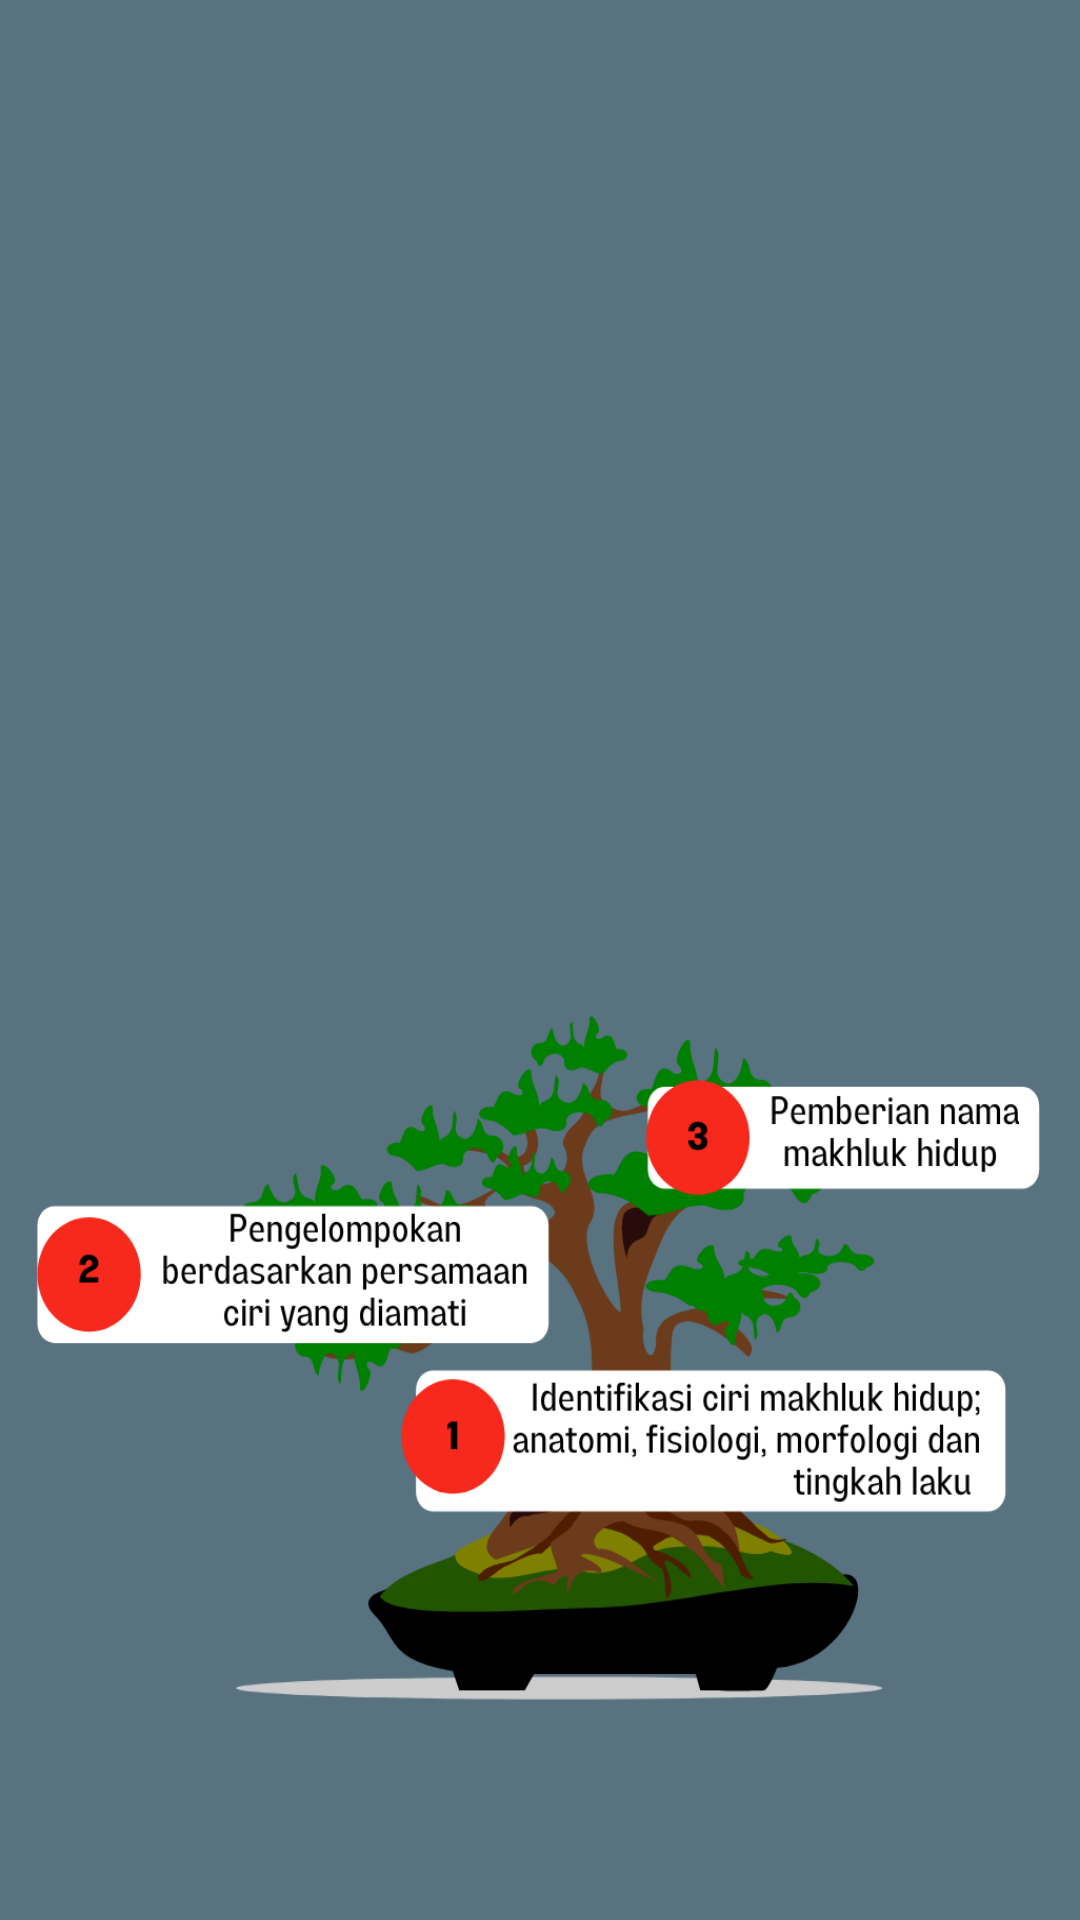 3
Pemberian nama
makhluk hidup
2
Pengelompokan
berdasarkan persamaan
ciri yang diamati
1
Identifikasi ciri makhluk hidup;
anatomi, fisiologi, morfologi dan
tingkah laku